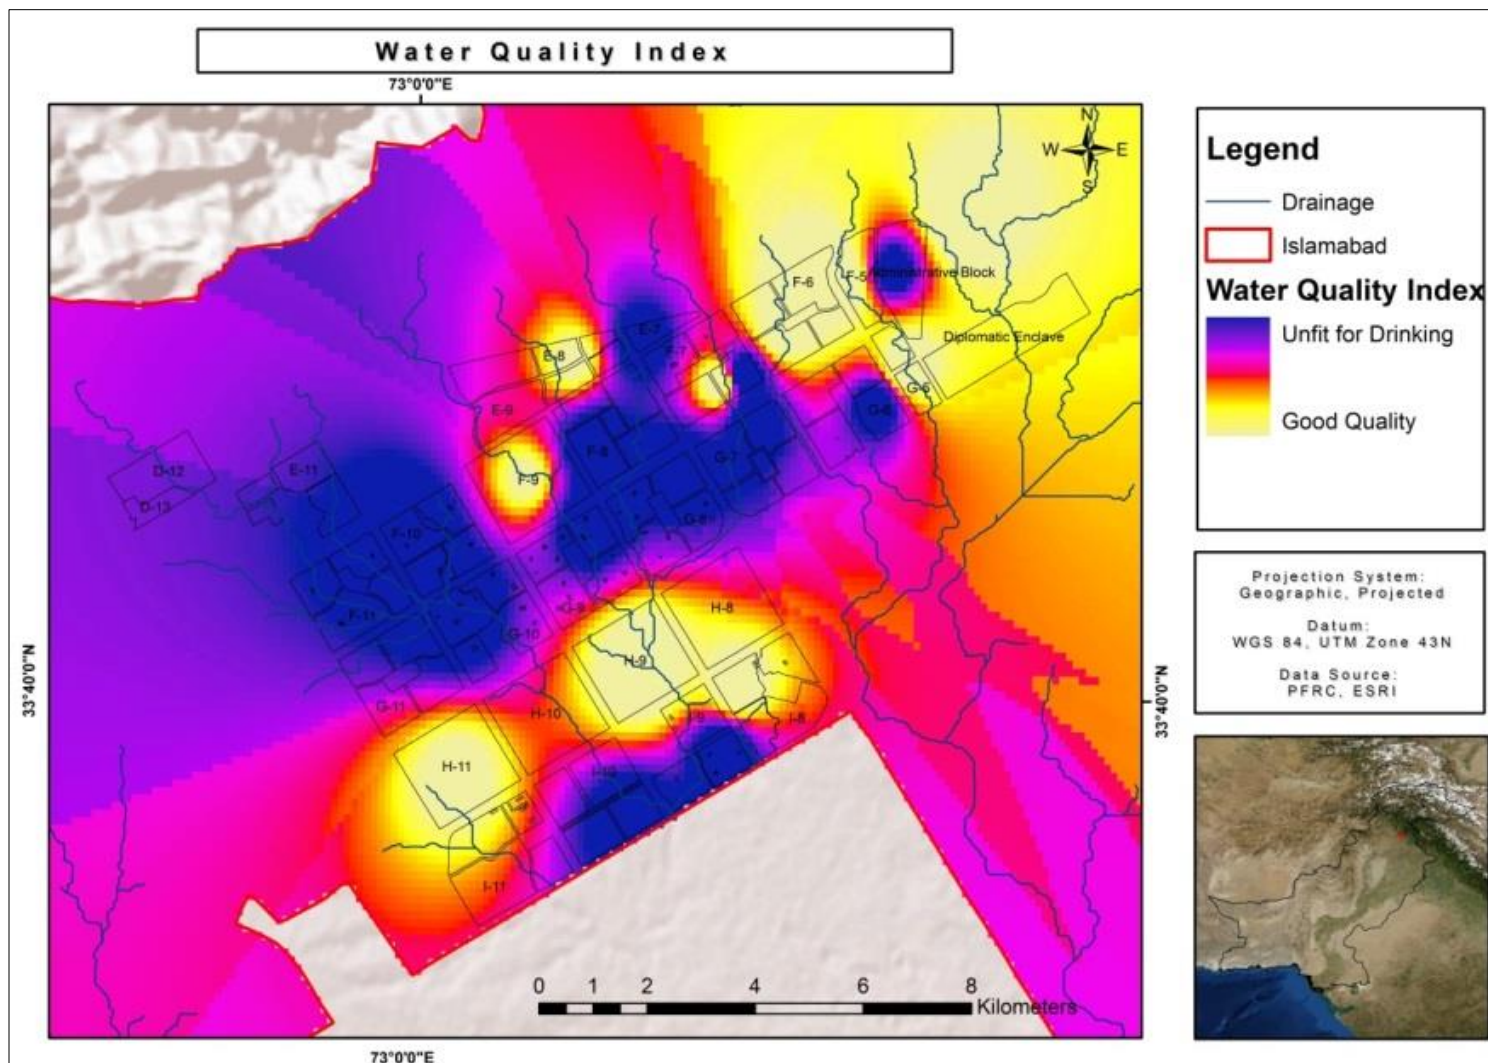 Water Quality Index
73°0'0"E
N
W E
S
F-6
F-5
Administrative Block
Diplomatic Enclave
E-7
F-7
E-8
G-5
G-6
E-9
F-8
G-7
D-12
E-11
F-9
D-13
G-8
F-10
H-8
G-9
F-11
G-10
H-9
33°40'0"N
33°40'0"N
G-11
H-10
I-9
I-8
H-11
I-10
I-11
0 1 2 4 6 8
Kilometers
73°0'0"E
Legend
Drainage
Islamabad
Water Quality Index
Unfit for Drinking
Good Quality
Projection System:
Geographic, Projected
Datum:
WGS 84, UTM Zone 43N
Data Source:
PFRC, ESRI